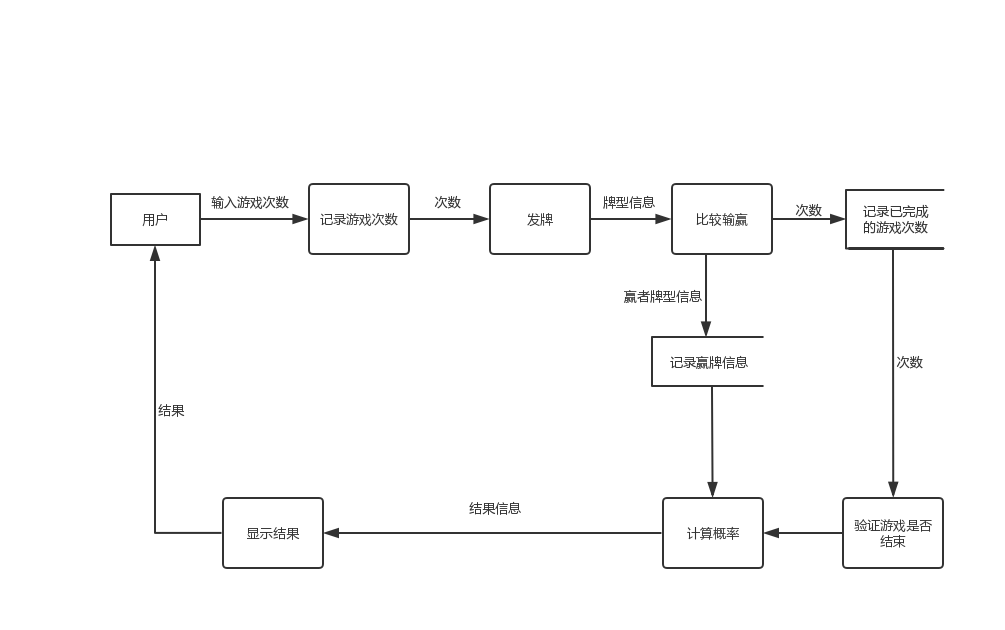 输入游戏次数
次数
牌型信息
次数
用户
记录游戏次数
发牌
比较输赢
记录已完成
的游戏次数
赢者牌型信息
记录赢牌信息
次数
结果
结果信息
显示结果
计算概率
验证游戏是否
结束